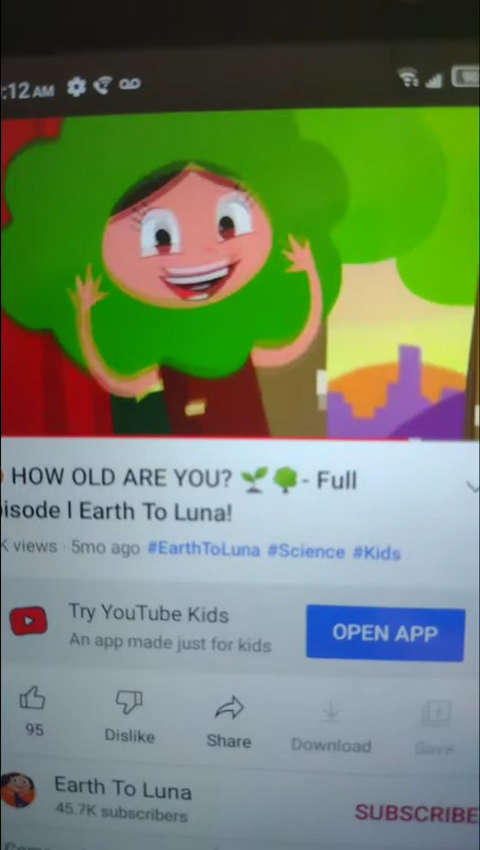 :12 AM
HOW OLD ARE YOU? 🌱🌳- Full
isode l Earth To Luna!
K views · 5mo ago #EarthToLuna #Science #Kids
Try YouTube Kids
An app made just for kids
OPEN APP
95
Dislike
Share
Download
Save
Earth To Luna
45.7K subscribers
SUBSCRIBE